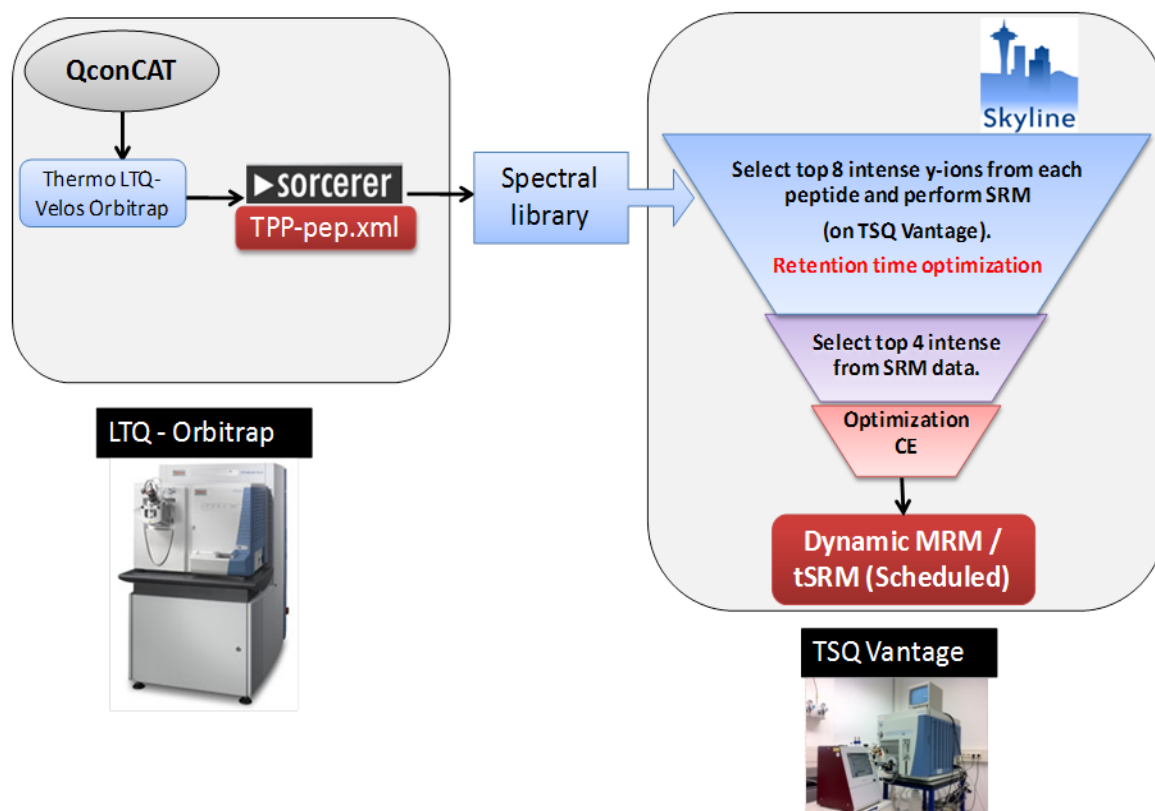 QconCAT
Thermo LTQ-
Velos Orbitrap
►sorcerer
TPP-pep.xml
Spectral
library
Skyline
Select top 8 intense y-ions from each
peptide and perform SRM
(on TSQ Vantage).
Retention time optimization
Select top 4 intense
from SRM data.
Optimization
CE
Dynamic MRM /
tSRM (Scheduled)
LTQ - Orbitrap
TSQ Vantage